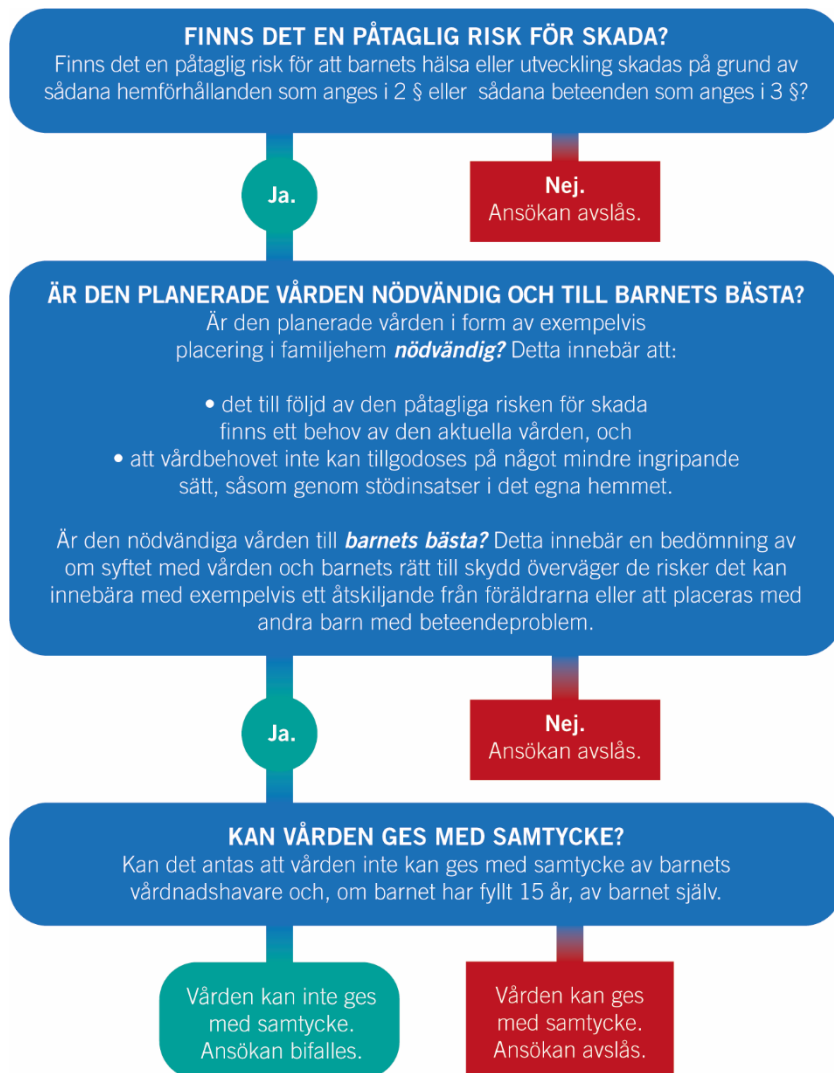 FINNS DET EN PÅTAGLIG RISK FÖR SKADA?
Finns det en påtaglig risk för att barnets hälsa eller utveckling skadas på grund av
sådana hemförhållanden som anges i 2 § eller sådana beteenden som anges i 3 §?
Ja.
Nej.
Ansökan avslås.
ÄR DEN PLANERADE VÅRDEN NÖDVÄNDIG OCH TILL BARNETS BÄSTA?
Är den planerade vården i form av exempelvis
placering i familjehem nödvändig? Detta innebär att:
• det till följd av den påtagliga risken för skada
finns ett behov av den aktuella vården, och
• att vårdbehovet inte kan tillgodoses på något mindre ingripande
sätt, såsom genom stödinsatser i det egna hemmet.
Är den nödvändiga vården till barnets bästa? Detta innebär en bedömning av
om syftet med vården och barnets rätt till skydd överväger de risker det kan
innebära med exempelvis ett åtskiljande från föräldrarna eller att placeras med
andra barn med beteendeproblem.
Ja.
Nej.
Ansökan avslås.
KAN VÅRDEN GES MED SAMTYCKE?
Kan det antas att vården inte kan ges med samtycke av barnets
vårdnadshavare och, om barnet har fyllt 15 år, av barnet själv.
Vården kan inte ges
med samtycke.
Ansökan bifalles.
Vården kan ges
med samtycke.
Ansökan avslås.